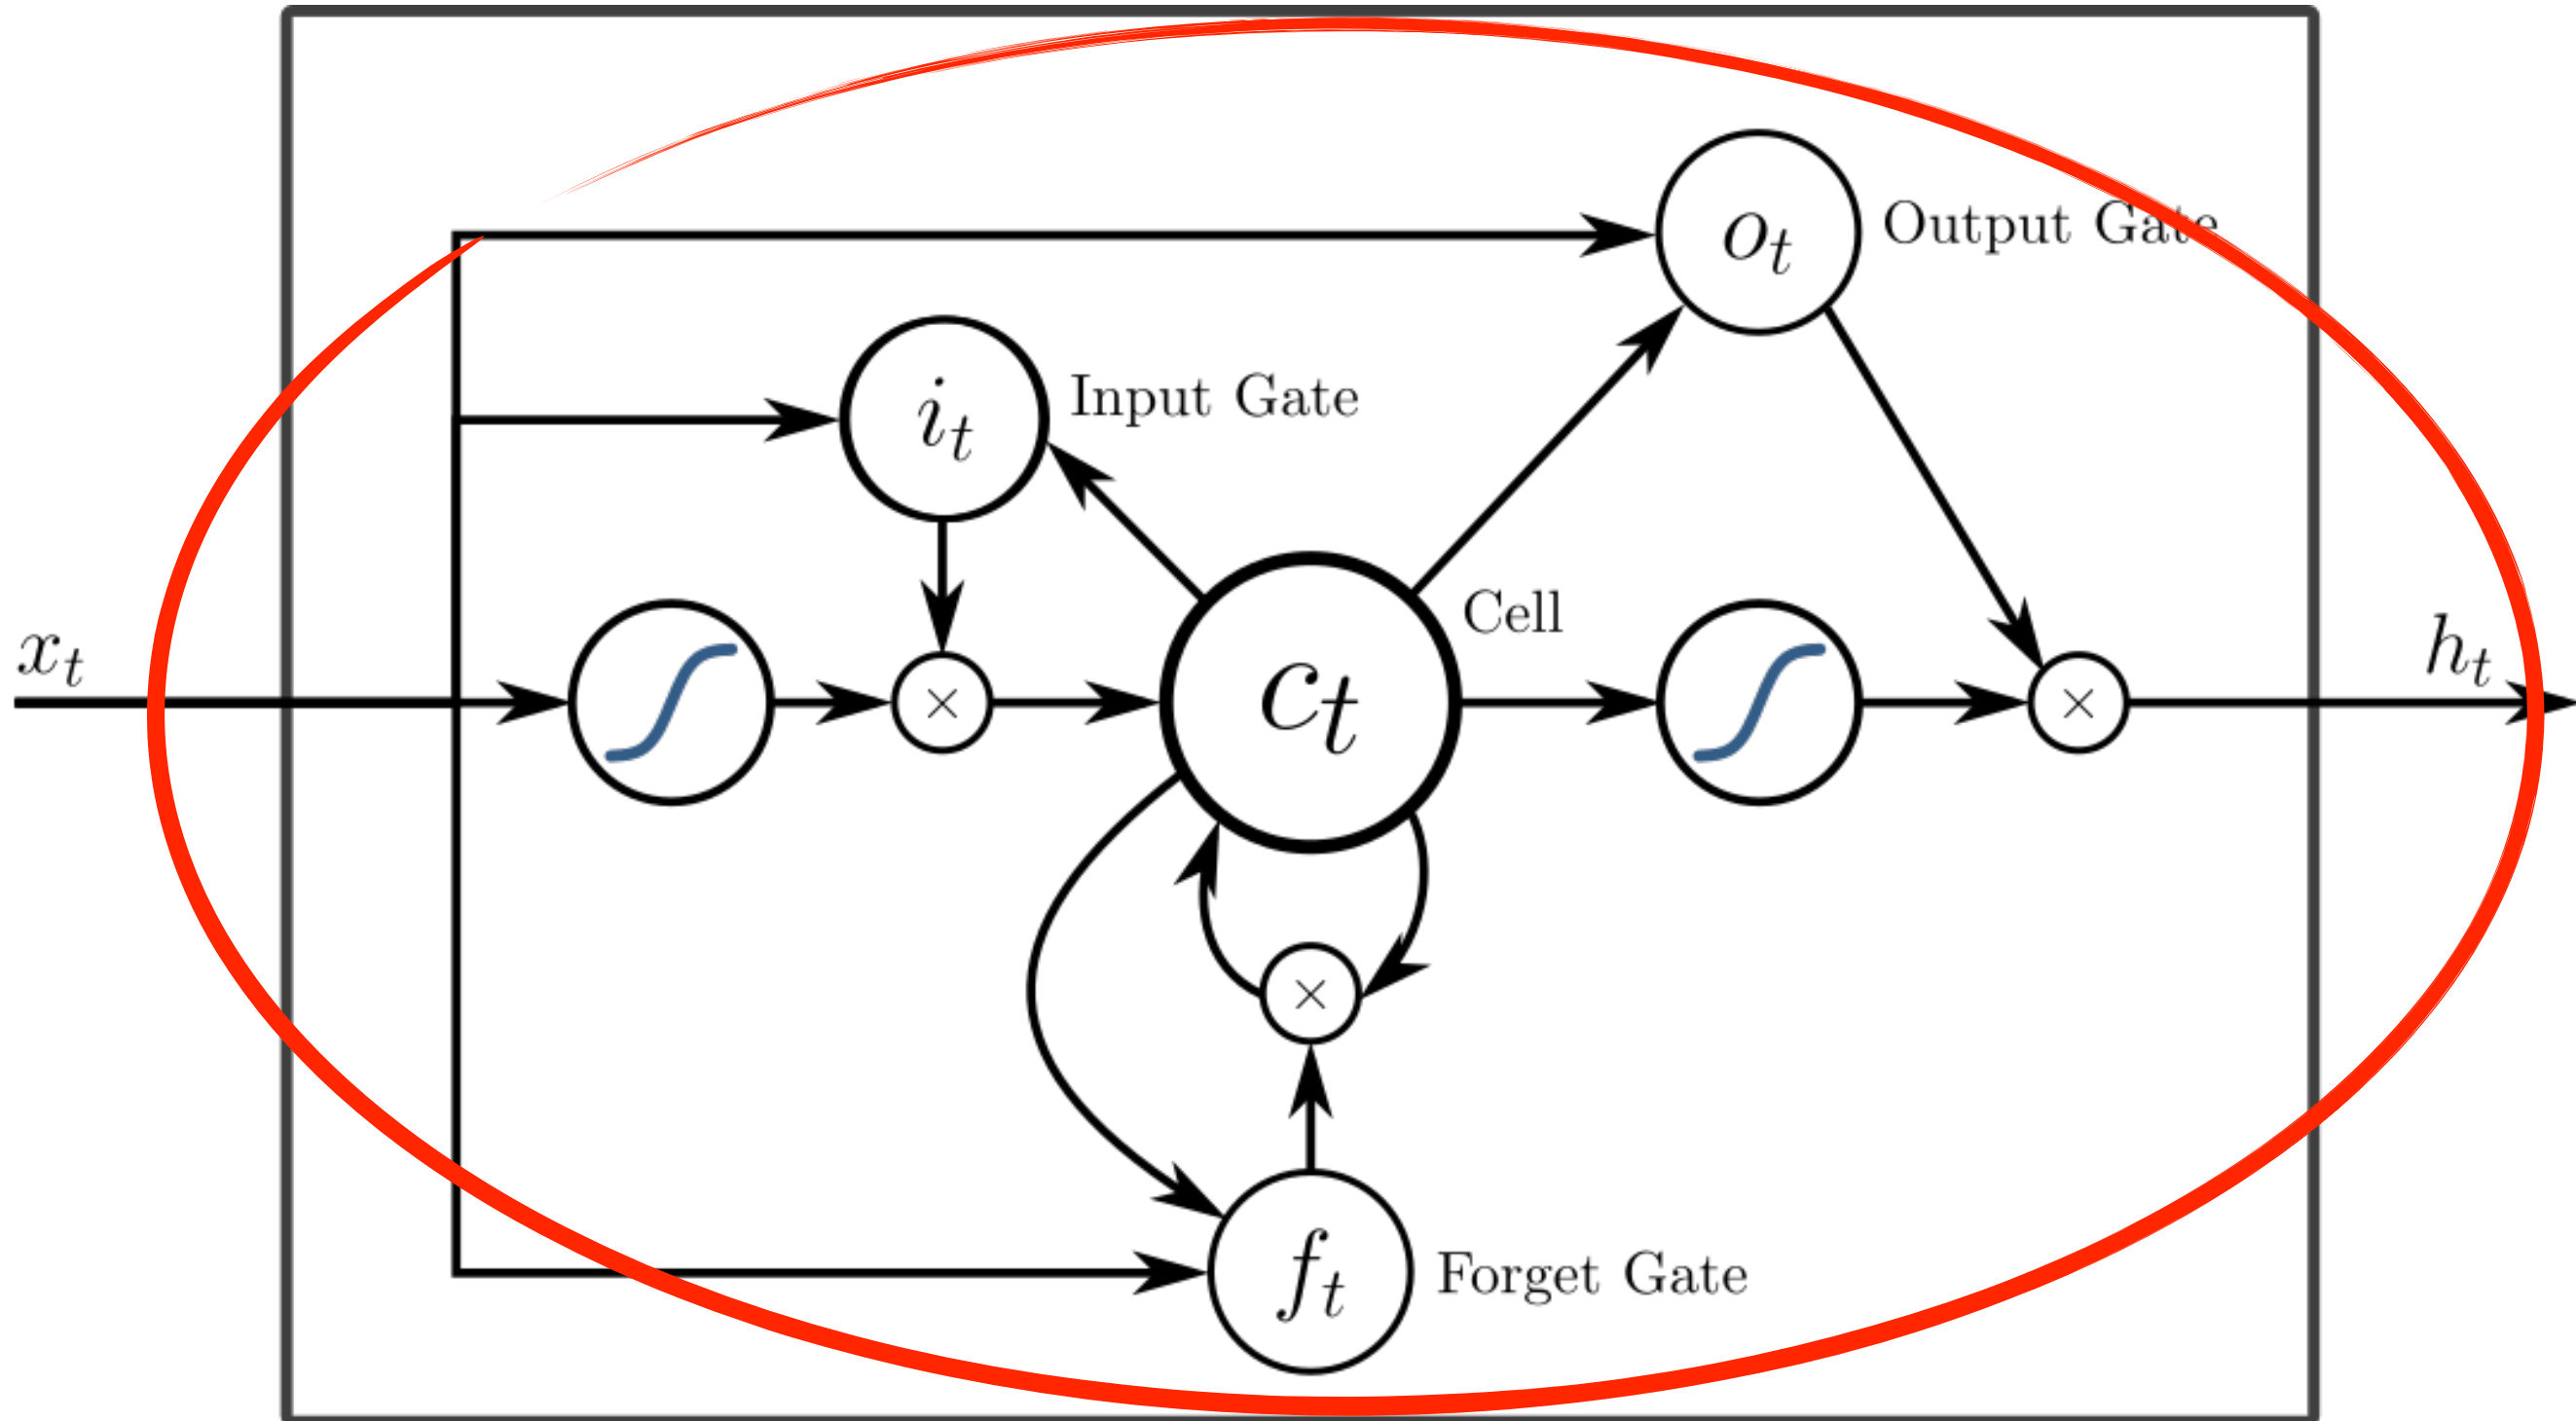 o_t Output Gate
i_t Input Gate
x_t
×
c_t
Cell
×
h_t
×
f_t Forget Gate